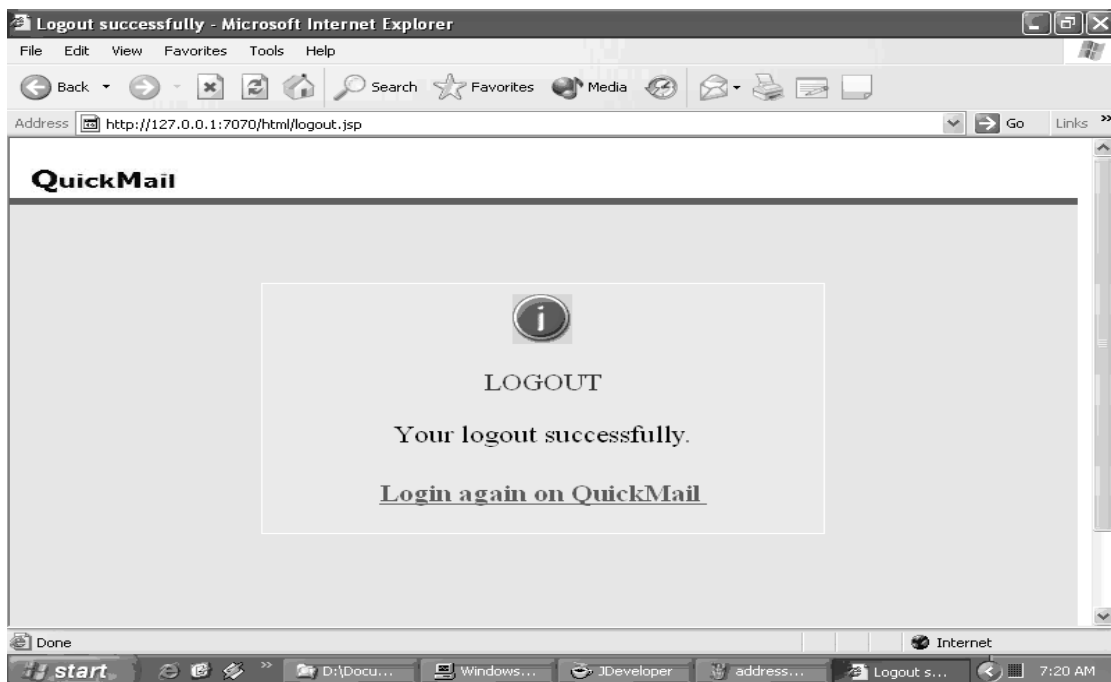 Logout successfully - Microsoft Internet Explorer
File Edit View Favorites Tools Help
Back Search Favorites Media
Address http://127.0.0.1:7070/html/logout.jsp Go Links »
QuickMail
i
LOGOUT
Your logout successfully.
Login again on QuickMail
Done Internet
start » D:\Docu... Windows... JDeveloper address... Logout s... 7:20 AM